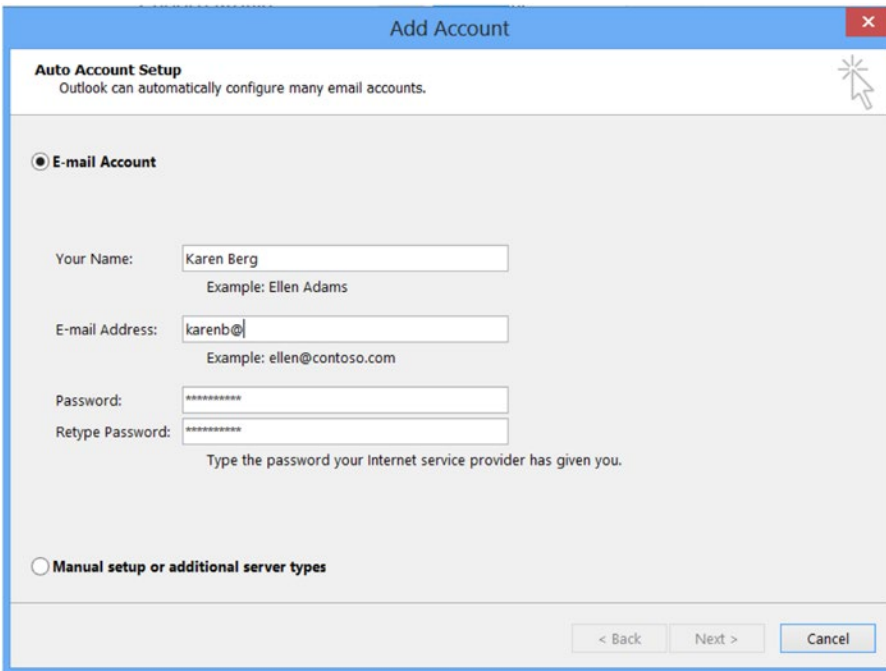 Add Account
Auto Account Setup
Outlook can automatically configure many email accounts.
E-mail Account
Your Name: Karen Berg
Example: Ellen Adams
E-mail Address: karenb@
Example: ellen@contoso.com
Password: **********
Retype Password: **********
Type the password your Internet service provider has given you.
Manual setup or additional server types
< Back Next > Cancel